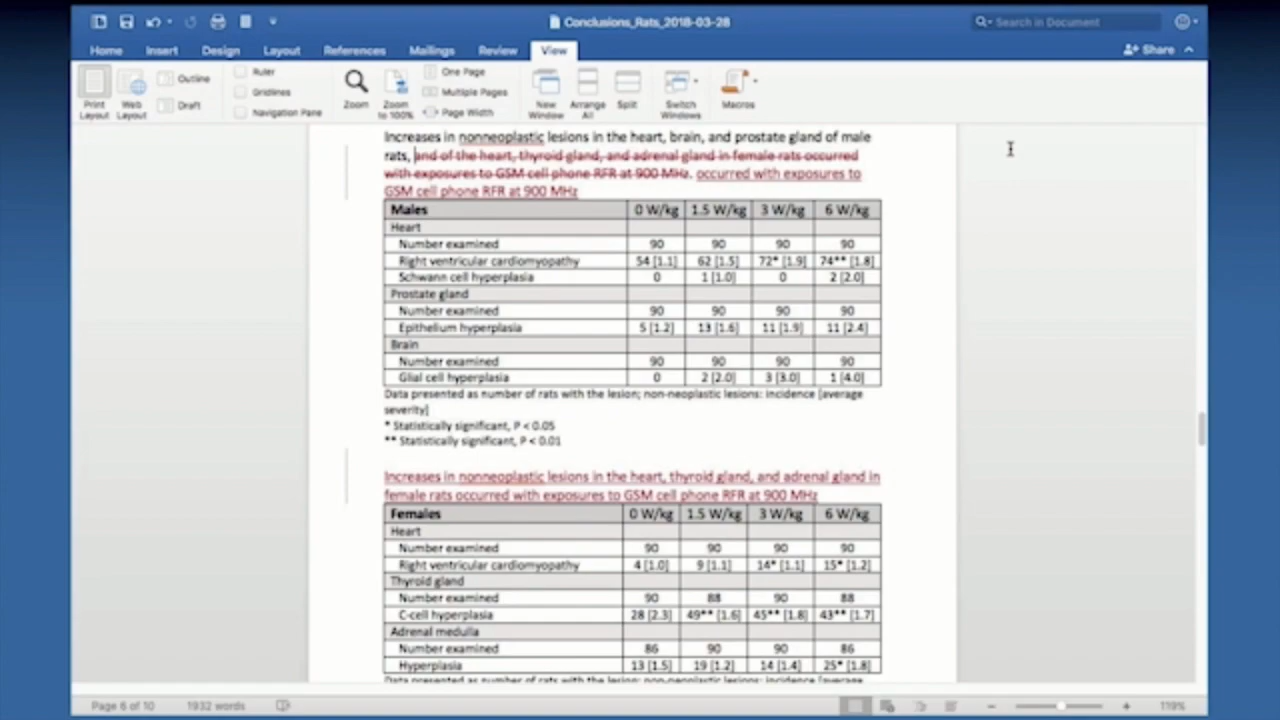 Conclusions_Rats_2018-03-28
Search in Document
Home Insert Design Layout References Mailings Review View Share
Print Layout
Web Layout
Outline
Draft
Ruler
Gridlines
Navigation Pane
Zoom
Zoom to 100%
One Page
Multiple Pages
Page Width
New Window
Arrange All
Split
Switch Windows
Macros
Increases in nonneoplastic lesions in the heart, brain, and prostate gland of male
rats, and of the heart, thyroid gland, and adrenal gland in female rats occurred
with exposures to GSM cell phone RFR at 900 MHz. occurred with exposures to
GSM cell phone RFR at 900 MHz
Males 0 W/kg 1.5 W/kg 3 W/kg 6 W/kg
Heart
Number examined 90 90 90 90
Right ventricular cardiomyopathy 54 [1.1] 62 [1.5] 72* [1.9] 74** [1.8]
Schwann cell hyperplasia 0 1 [1.0] 0 2 [2.0]
Prostate gland
Number examined 90 90 90 90
Epithelium hyperplasia 5 [1.2] 13 [1.6] 11 [1.9] 11 [2.4]
Brain
Number examined 90 90 90 90
Glial cell hyperplasia 0 2 [2.0] 3 [3.0] 1 [4.0]
Data presented as number of rats with the lesion; non-neoplastic lesions: incidence [average
severity]
* Statistically significant, P < 0.05
** Statistically significant, P < 0.01
Increases in nonneoplastic lesions in the heart, thyroid gland, and adrenal gland in
female rats occurred with exposures to GSM cell phone RFR at 900 MHz
Females 0 W/kg 1.5 W/kg 3 W/kg 6 W/kg
Heart
Number examined 90 90 90 90
Right ventricular cardiomyopathy 4 [1.0] 9 [1.1] 14* [1.1] 15* [1.2]
Thyroid gland
Number examined 90 88 90 88
C-cell hyperplasia 28 [2.3] 49** [1.6] 45** [1.8] 43** [1.7]
Adrenal medulla
Number examined 86 90 90 86
Hyperplasia 13 [1.5] 19 [1.2] 14 [1.4] 25* [1.8]
Data presented as number of rats with the lesion; non-neoplastic lesions: incidence [average
Page 6 of 10 1932 words 119%